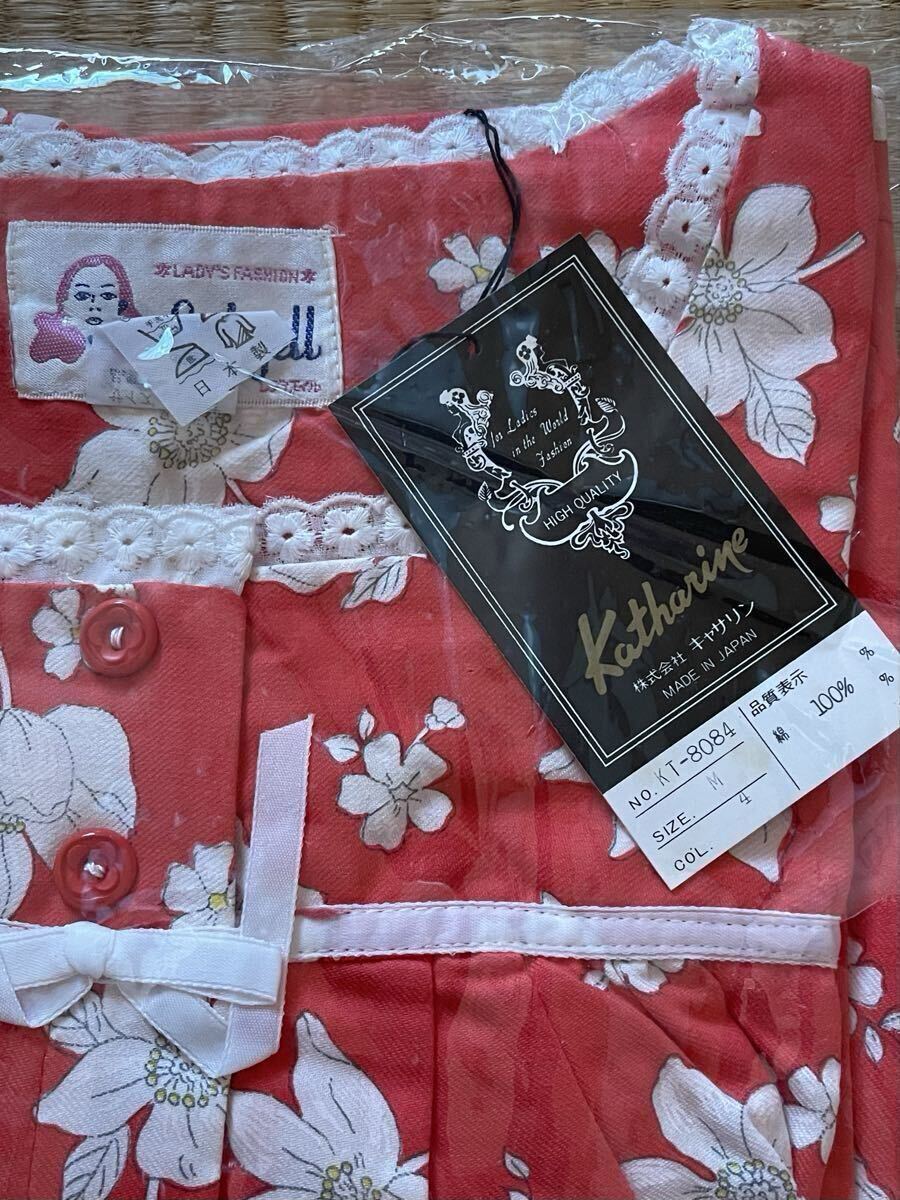 *LADY'S FASHION*
日本製
for Ladies
in the World
Fashion
HIGH QUALITY
Katharine
株式会社 キャサリン
MADE IN JAPAN
NO. KT-8084
SIZE. M
COL. 4
品質表示
綿 100%
%
%